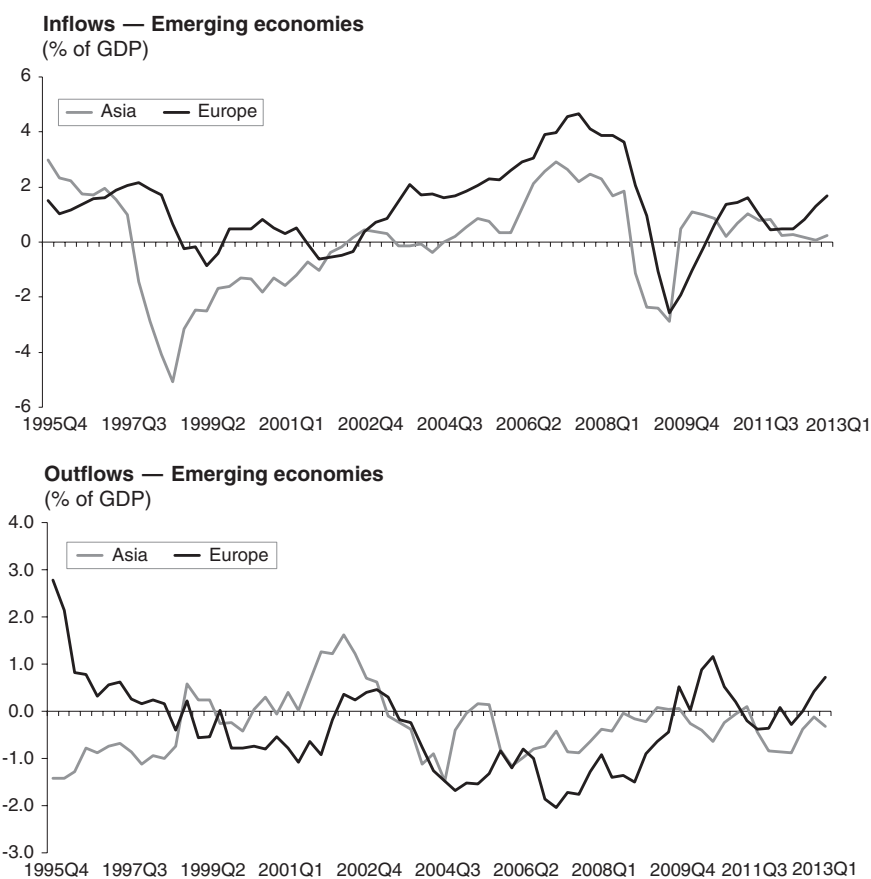 Inflows — Emerging economies
(% of GDP)
6
Asia Europe
4
2
0
-2
-4
-6
1995Q4 1997Q3 1999Q2 2001Q1 2002Q4 2004Q3 2006Q2 2008Q1 2009Q4 2011Q3 2013Q1
Outflows — Emerging economies
(% of GDP)
4.0
Asia Europe
3.0
2.0
1.0
0.0
-1.0
-2.0
-3.0
1995Q4 1997Q3 1999Q2 2001Q1 2002Q4 2004Q3 2006Q2 2008Q1 2009Q4 2011Q3 2013Q1